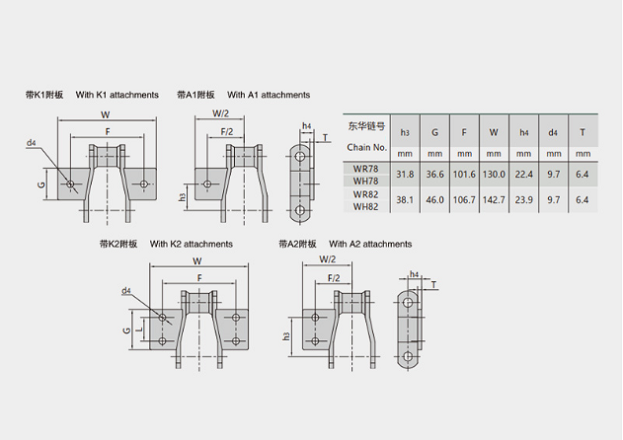 带K1附板 With K1 attachments 带A1附板 With A1 attachments
W W/2 h4
F F/2 T
d4
G h3
东华链号 h3 G F W h4 d4 T
Chain No. mm mm mm mm mm mm mm
WR78
WH78 31.8 36.6 101.6 130.0 22.4 9.7 6.4
WR82
WH82 38.1 46.0 106.7 142.7 23.9 9.7 6.4
带K2附板 With K2 attachments 带A2附板 With A2 attachments
W W/2 h4
F F/2 T
d4
G L h3